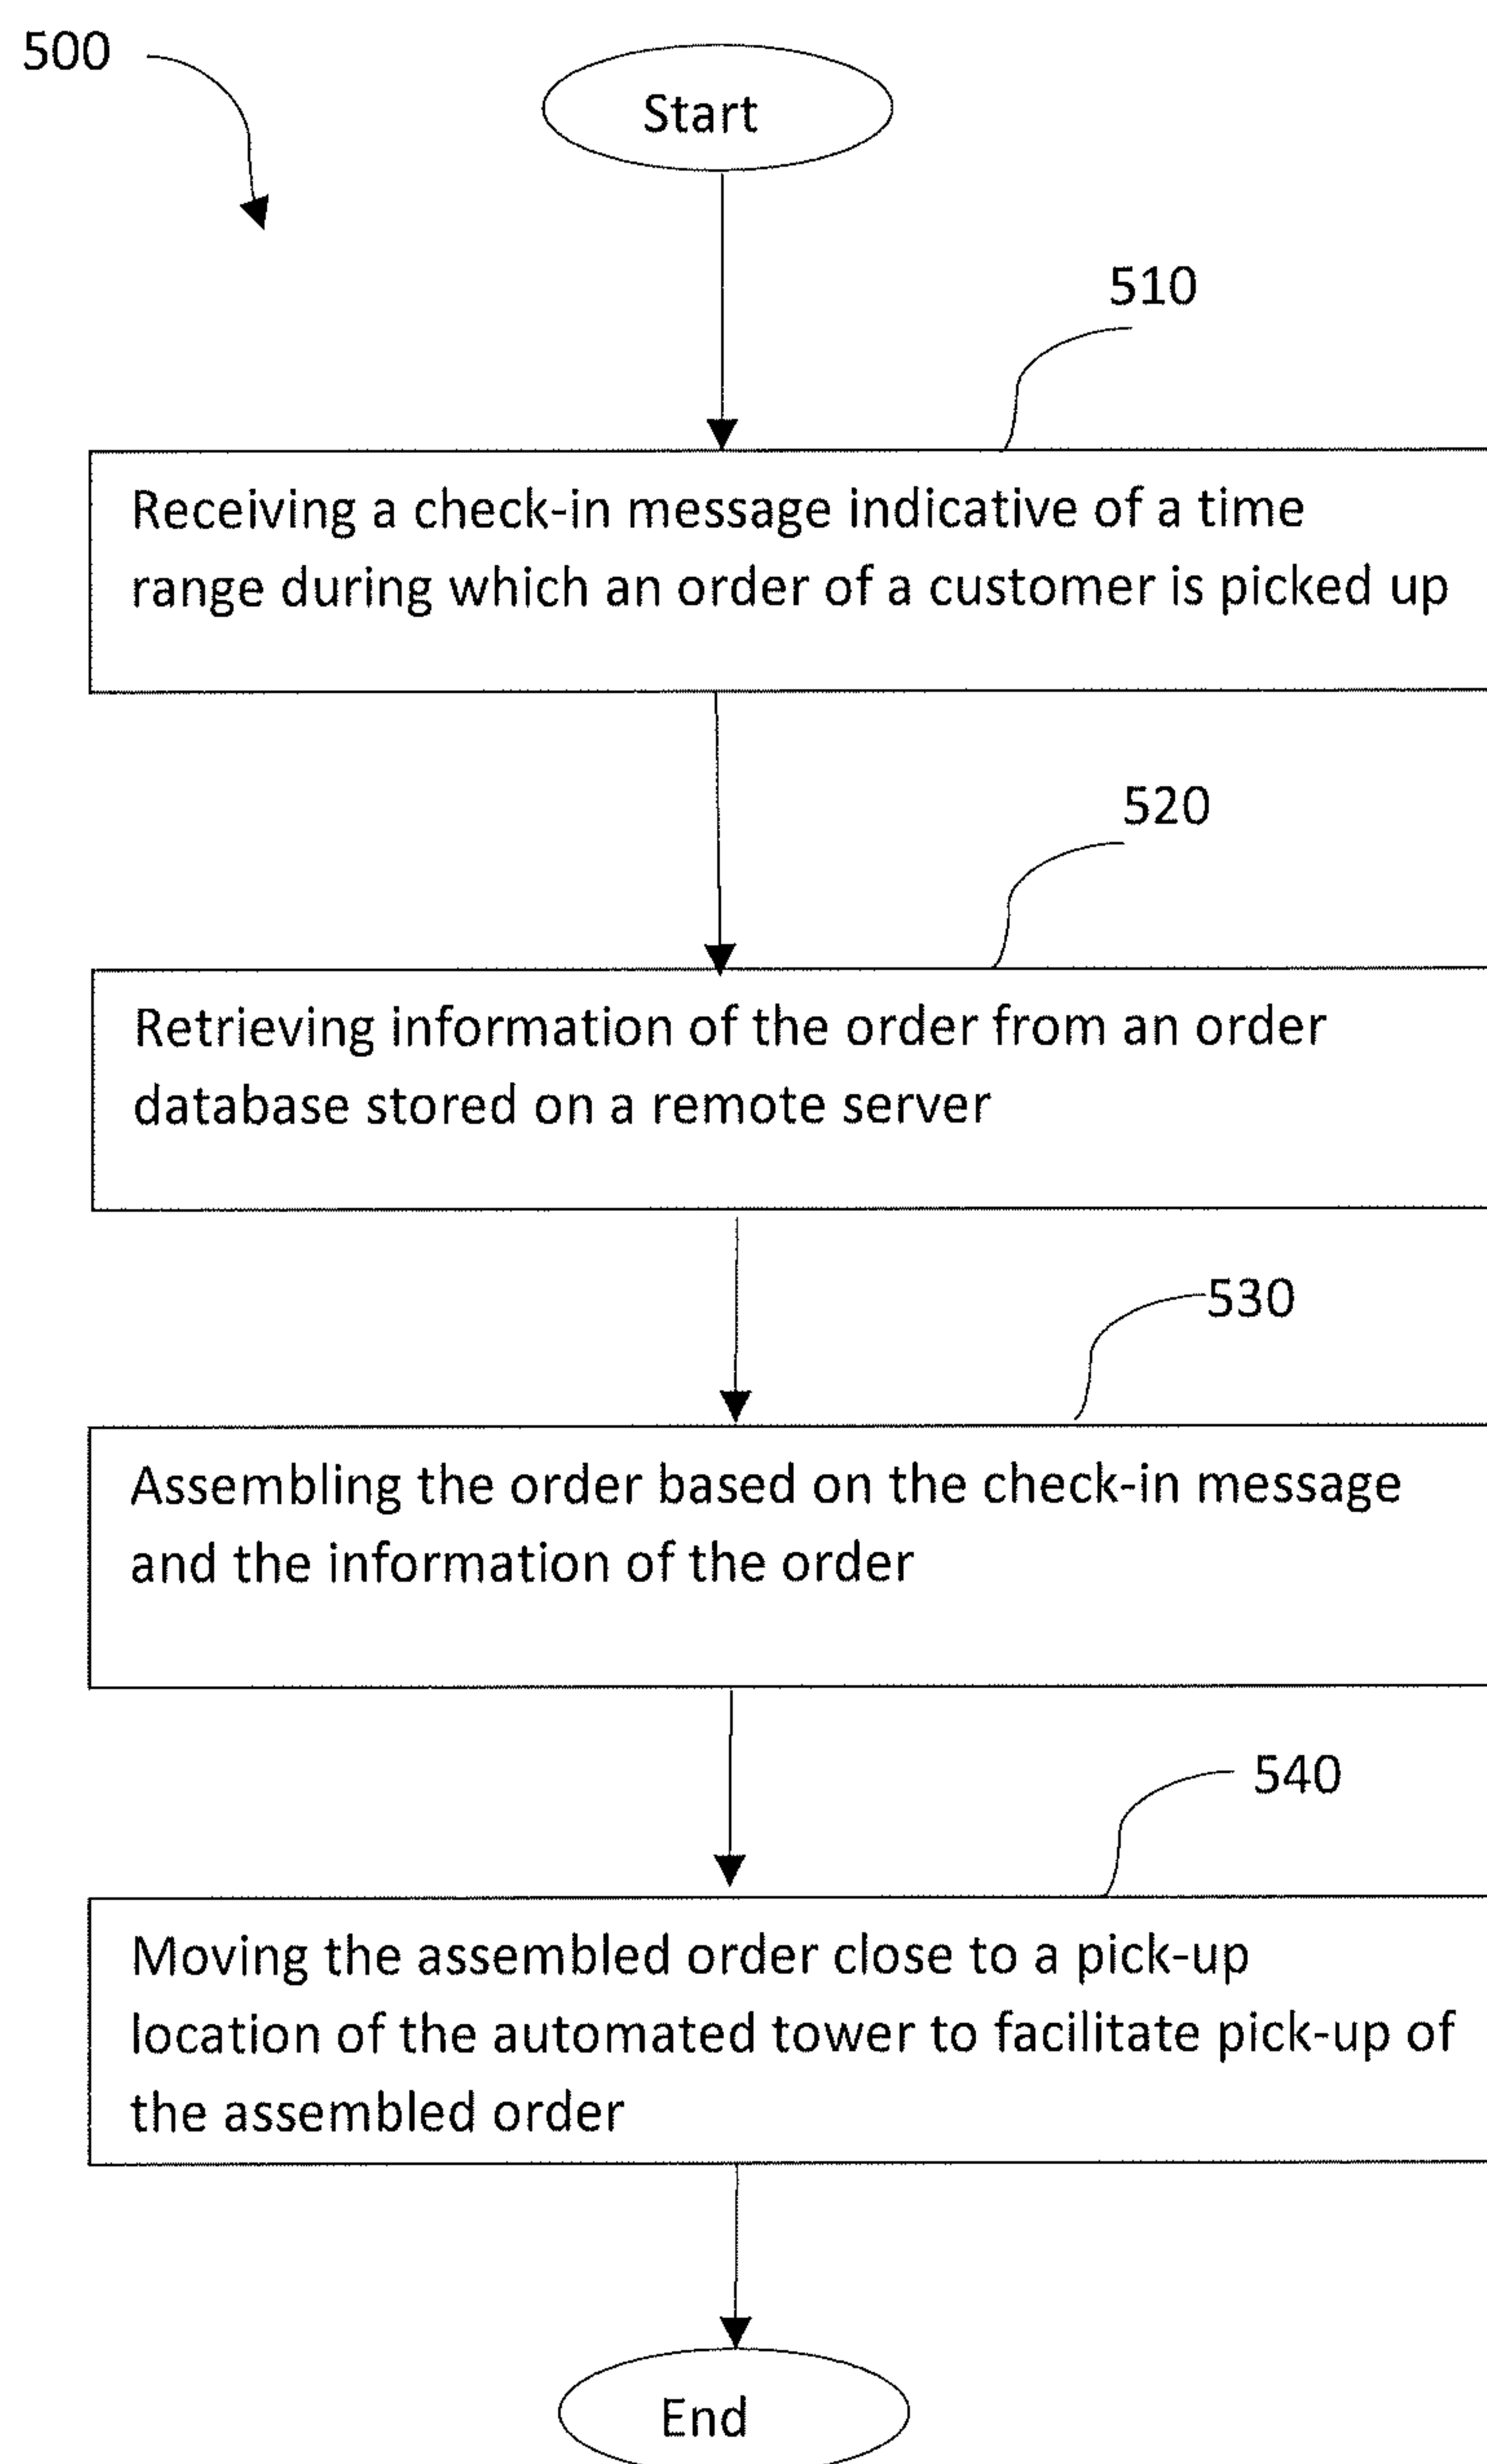 500
Start
510
Receiving a check-in message indicative of a time
range during which an order of a customer is picked up
520
Retrieving information of the order from an order
database stored on a remote server
530
Assembling the order based on the check-in message
and the information of the order
540
Moving the assembled order close to a pick-up
location of the automated tower to facilitate pick-up of
the assembled order
End